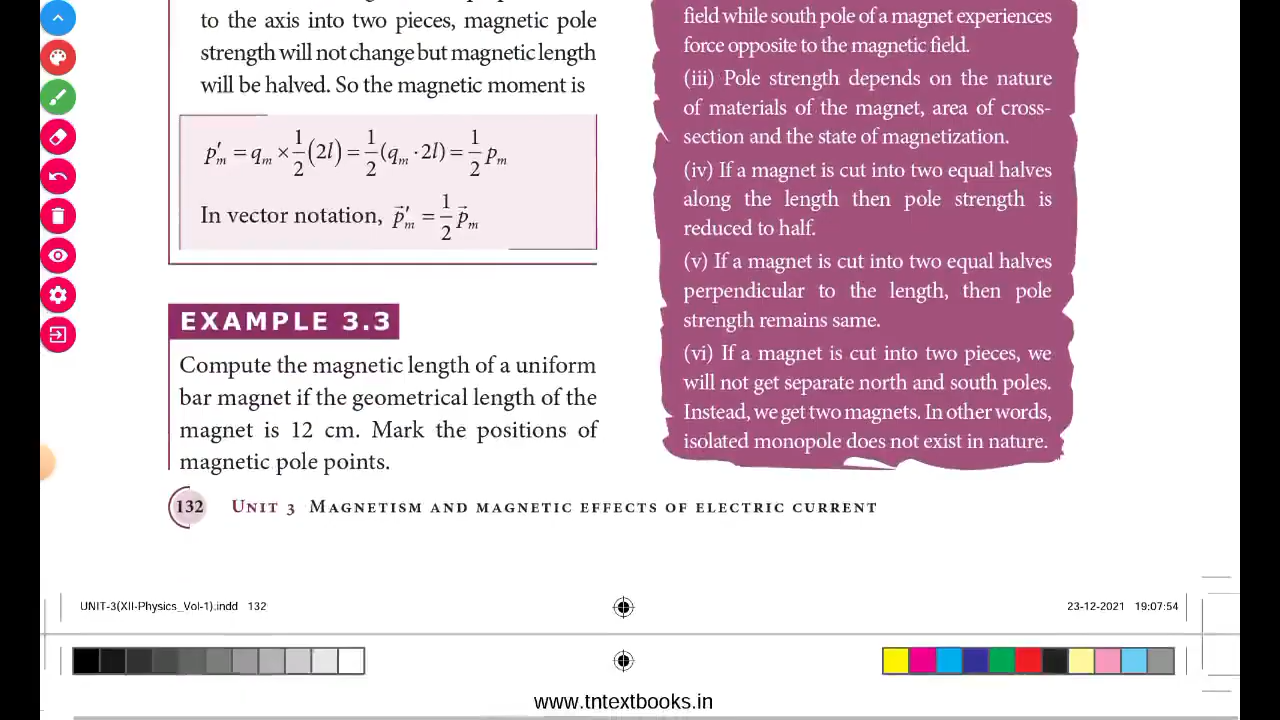 to the axis into two pieces, magnetic pole
strength will not change but magnetic length
will be halved. So the magnetic moment is
p′ₘ = qₘ × 1/2 (2l) = 1/2 (qₘ · 2l) = 1/2 pₘ
In vector notation, p⃗′ₘ = 1/2 p⃗ₘ
EXAMPLE 3.3
Compute the magnetic length of a uniform
bar magnet if the geometrical length of the
magnet is 12 cm. Mark the positions of
magnetic pole points.
field while south pole of a magnet experiences
force opposite to the magnetic field.
(iii) Pole strength depends on the nature
of materials of the magnet, area of cross-
section and the state of magnetization.
(iv) If a magnet is cut into two equal halves
along the length then pole strength is
reduced to half.
(v) If a magnet is cut into two equal halves
perpendicular to the length, then pole
strength remains same.
(vi) If a magnet is cut into two pieces, we
will not get separate north and south poles.
Instead, we get two magnets. In other words,
isolated monopole does not exist in nature.
132 UNIT 3 MAGNETISM AND MAGNETIC EFFECTS OF ELECTRIC CURRENT
UNIT-3(XII-Physics_Vol-1).indd 132
23-12-2021 19:07:54
www.tntextbooks.in